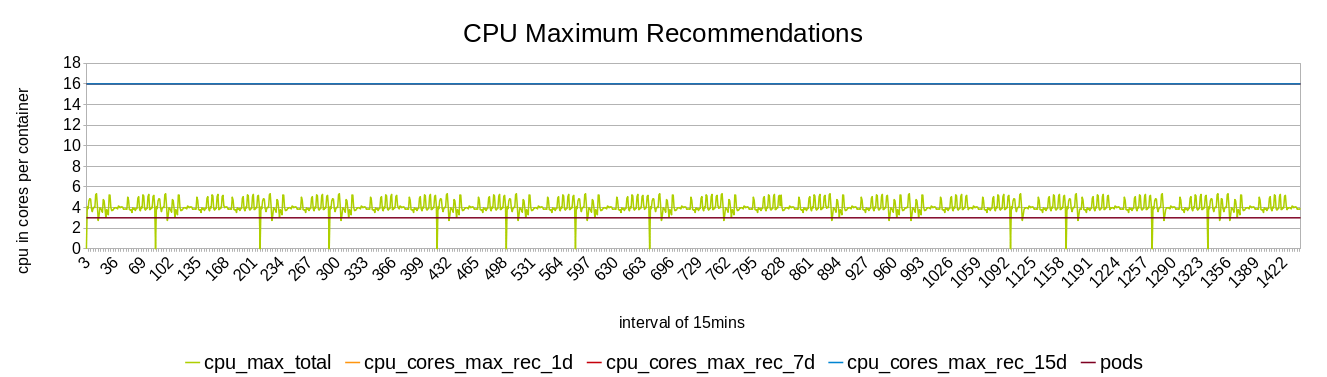 CPU Maximum Recommendations
cpu in cores per container
18
16
14
12
10
8
6
4
2
0
3 36 69 102 135 168 201 234 267 300 333 366 399 432 465 498 531 564 597 630 663 696 729 762 795 828 861 894 927 960 993 1026 1059 1092 1125 1158 1191 1224 1257 1290 1323 1356 1389 1422
interval of 15mins
cpu_max_total cpu_cores_max_rec_1d cpu_cores_max_rec_7d cpu_cores_max_rec_15d pods